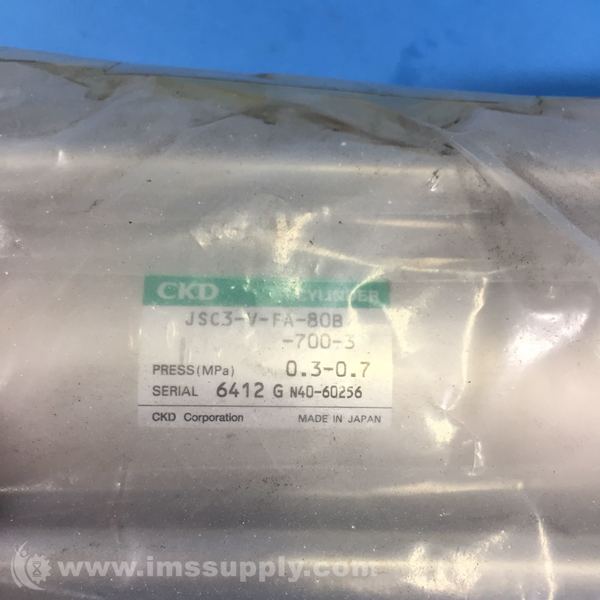 CKD CYLINDER
JSC3-V-FA-80B
-700-3
PRESS(MPa) 0.3-0.7
SERIAL 6412 G N40-60256
CKD Corporation MADE IN JAPAN
www.imssupply.com